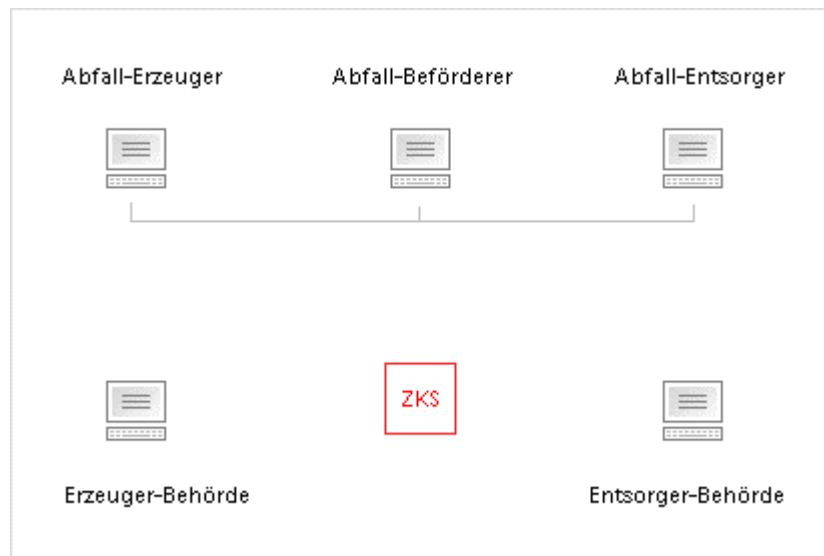 Abfall-Erzeuger
Abfall-Beförderer
Abfall-Entsorger
ZKS
Erzeuger-Behörde
Entsorger-Behörde